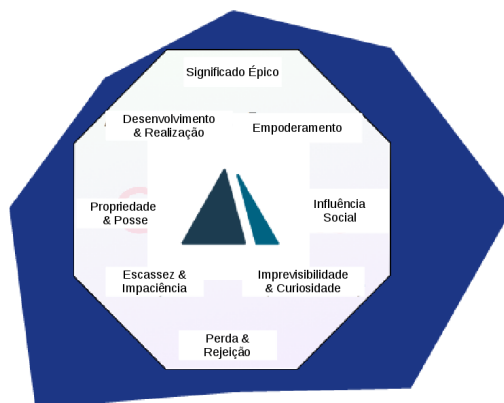 Significado Épico
Desenvolvimento
& Realização
Empoderamento
Propriedade
& Posse
Influência
Social
Escassez &
Impaciência
Imprevisibilidade
& Curiosidade
Perda &
Rejeição